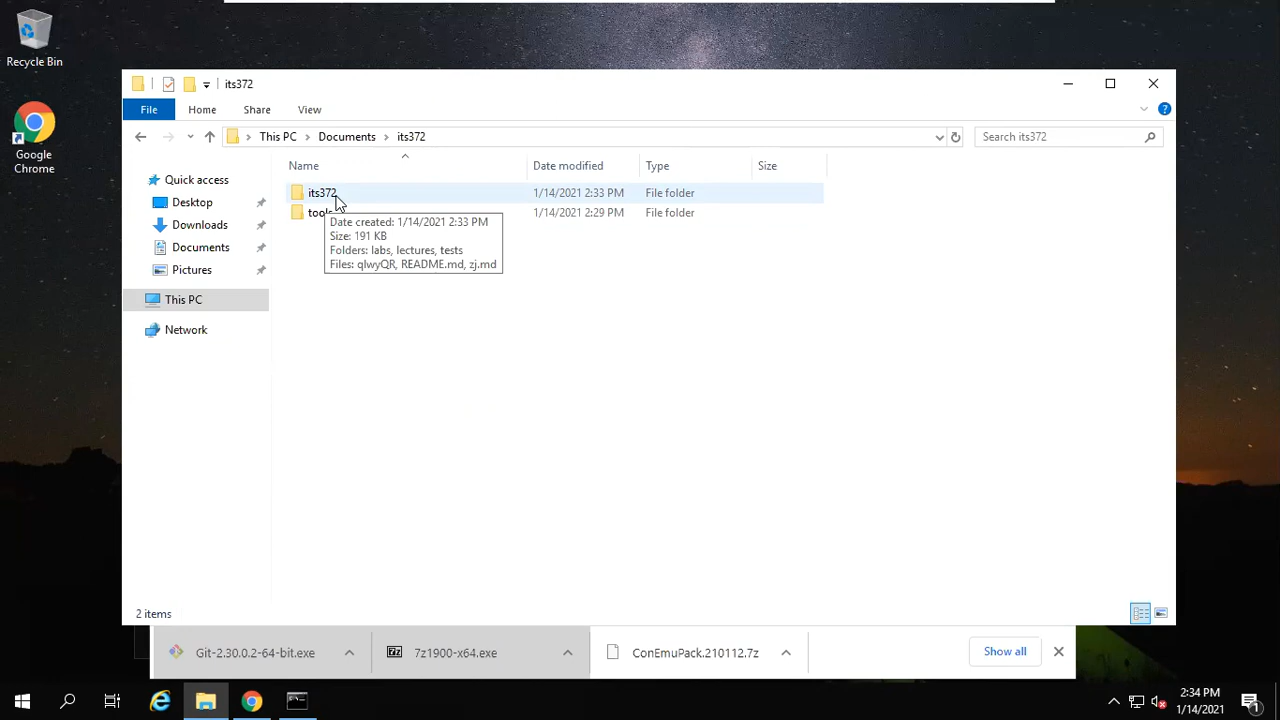 Recycle Bin
Google
Chrome
its372
File
Home
Share
View
This PC
Documents
its372
Search its372
Quick access
Desktop
Downloads
Documents
Pictures
This PC
Network
Name
Date modified
Type
Size
its372
1/14/2021 2:33 PM
File folder
tools
1/14/2021 2:29 PM
File folder
Date created: 1/14/2021 2:33 PM
Size: 191 KB
Folders: labs, lectures, tests
Files: qlwyQR, README.md, zj.md
2 items
Git-2.30.0.2-64-bit.exe
7z1900-x64.exe
ConEmuPack.210112.7z
Show all
2:34 PM
1/14/2021
1